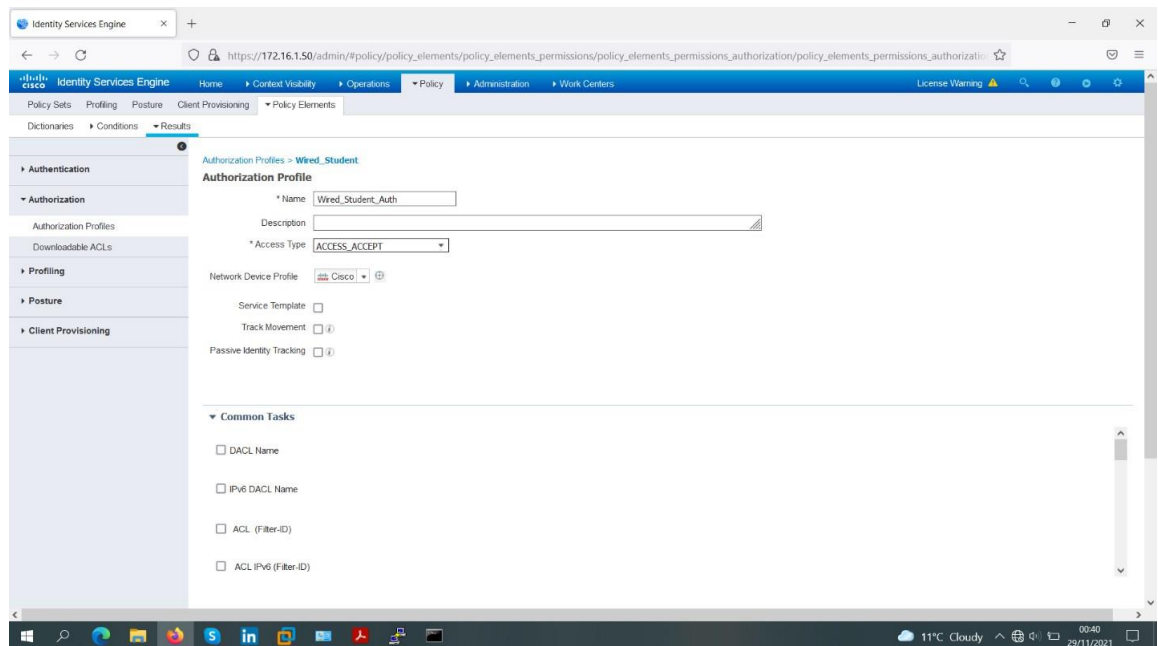 Identity Services Engine
https://172.16.1.50/admin/#policy/policy_elements/policy_elements_permissions/policy_elements_permissions_authorization/policy_elements_permissions_authorizatio
cisco Identity Services Engine Home Context Visibility Operations Policy Administration Work Centers License Warning
Policy Sets Profiling Posture Client Provisioning Policy Elements
Dictionaries Conditions Results
Authentication
Authorization
Authorization Profiles
Downloadable ACLs
Profiling
Posture
Client Provisioning
Authorization Profiles > Wired_Student
Authorization Profile
* Name Wired_Student_Auth
Description
* Access Type ACCESS_ACCEPT
Network Device Profile Cisco
Service Template
Track Movement
Passive Identity Tracking
Common Tasks
DACL Name
IPv6 DACL Name
ACL (Filter-ID)
ACL IPv6 (Filter-ID)
11°C Cloudy
00:40
29/11/2021